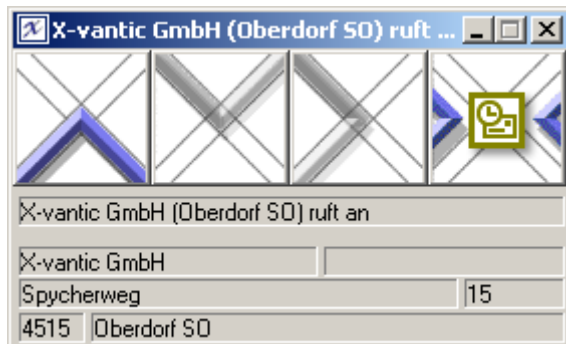 X-vantic GmbH (Oberdorf SO) ruft ...
X-vantic GmbH (Oberdorf SO) ruft an
X-vantic GmbH
Spycherweg 15
4515 Oberdorf SO